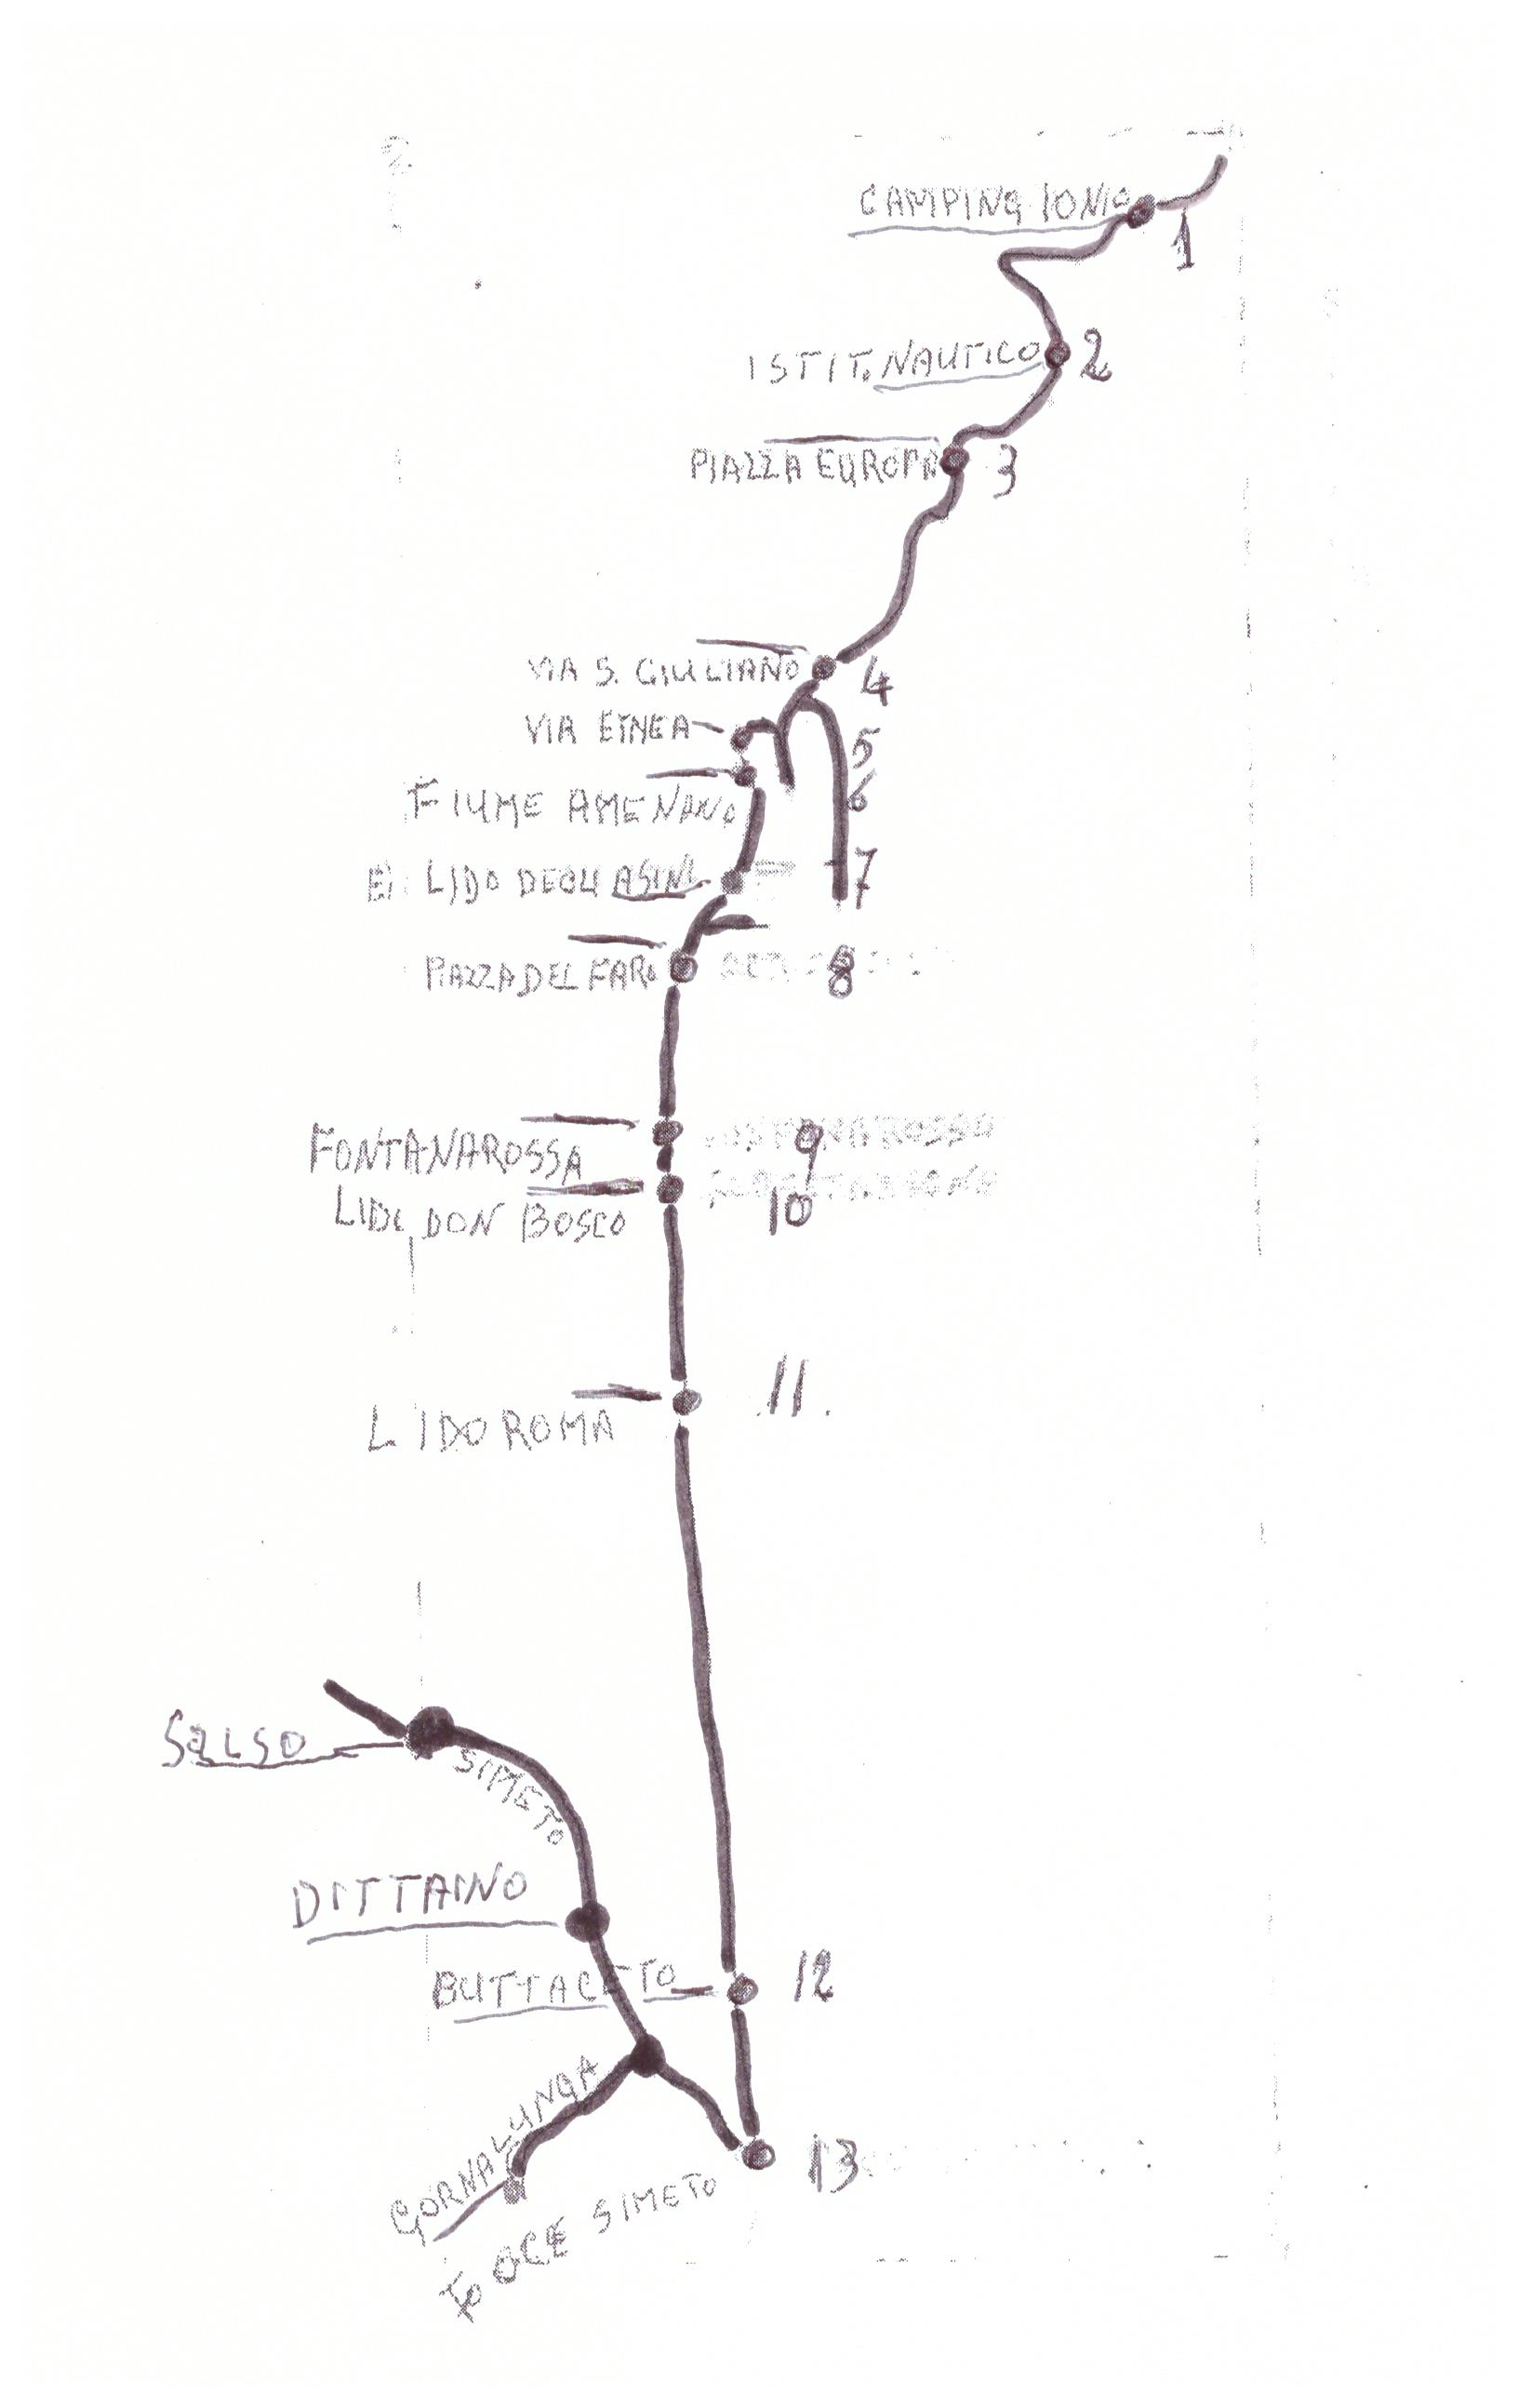 CAMPING IONIO
1
ISTIT. NAUTICO 2
PIAZZA EUROPA 3
VIA S. GIULIANO 4
VIA ETNEA 5
FIUME AMENANO 6
LIDO DEGLI ASINI 7
PIAZZA DEL FARO 8
FONTANAROSSA 9
DON BOSCO 10
LIDO ROMA 11.
SALSO
SIMETO
DITTAINO
BUTTACETO 12
GORNALUNGA
13
FOCE SIMETO